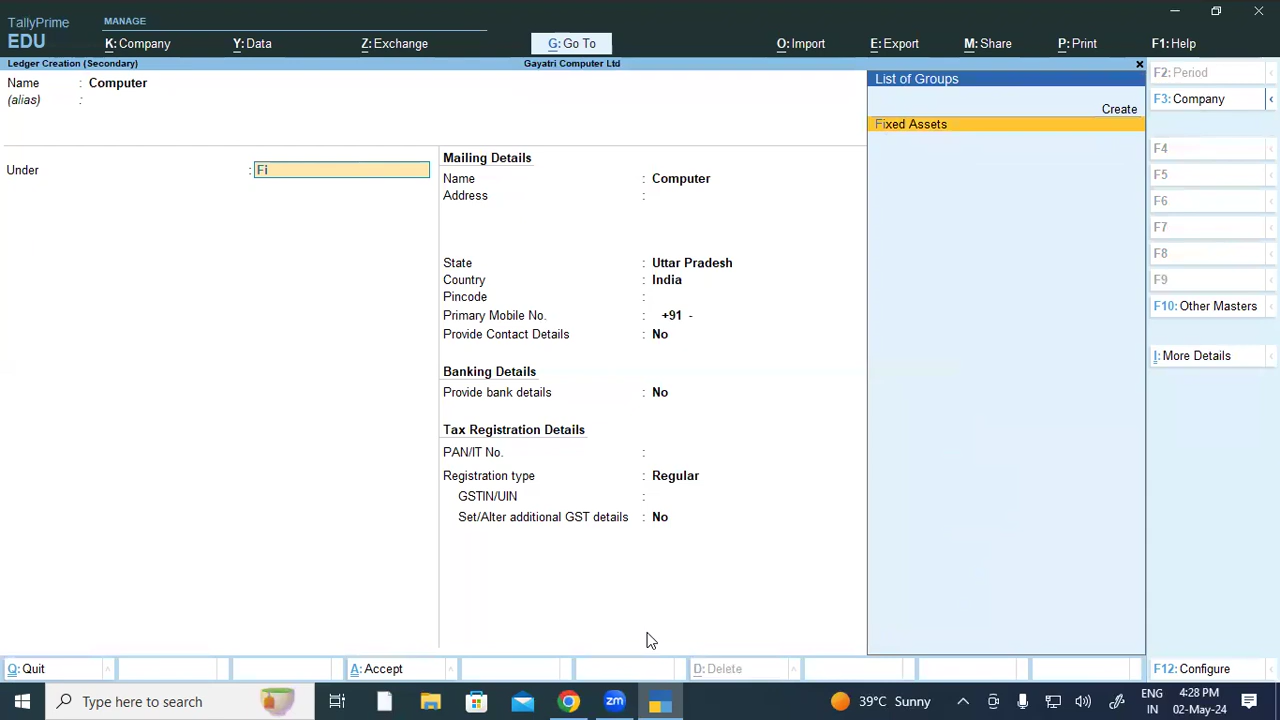 TallyPrime
EDU
MANAGE
K: Company
Y: Data
Z: Exchange
G: Go To
O: Import
E: Export
M: Share
P: Print
F1: Help
Ledger Creation (Secondary)
Gayatri Computer Ltd
Name : Computer
(alias) :
Under : Fi
Mailing Details
Name : Computer
Address :
State : Uttar Pradesh
Country : India
Pincode :
Primary Mobile No. : +91 -
Provide Contact Details : No
Banking Details
Provide bank details : No
Tax Registration Details
PAN/IT No. :
Registration type : Regular
GSTIN/UIN :
Set/Alter additional GST details : No
List of Groups
Create
Fixed Assets
F2: Period
F3: Company
F4
F5
F6
F7
F8
F9
F10: Other Masters
I: More Details
Q: Quit
A: Accept
D: Delete
F12: Configure
Type here to search
zm
39°C Sunny
ENG
IN
4:28 PM
02-May-24